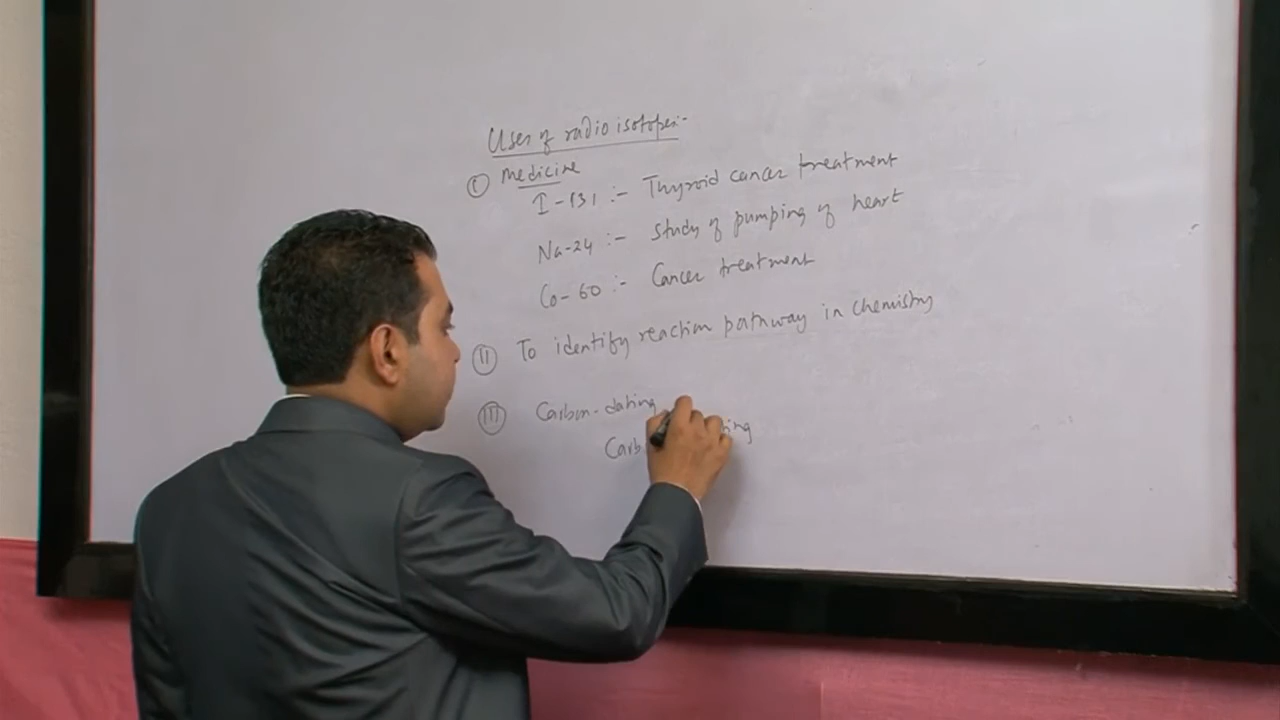 Uses of radio isotopes:-
I Medicine
I-131 :- Thyroid cancer treatment
Na-24 :- Study of pumping of heart
Co-60 :- Cancer treatment
II To identify reaction pathway in chemistry
III Carbon-dating